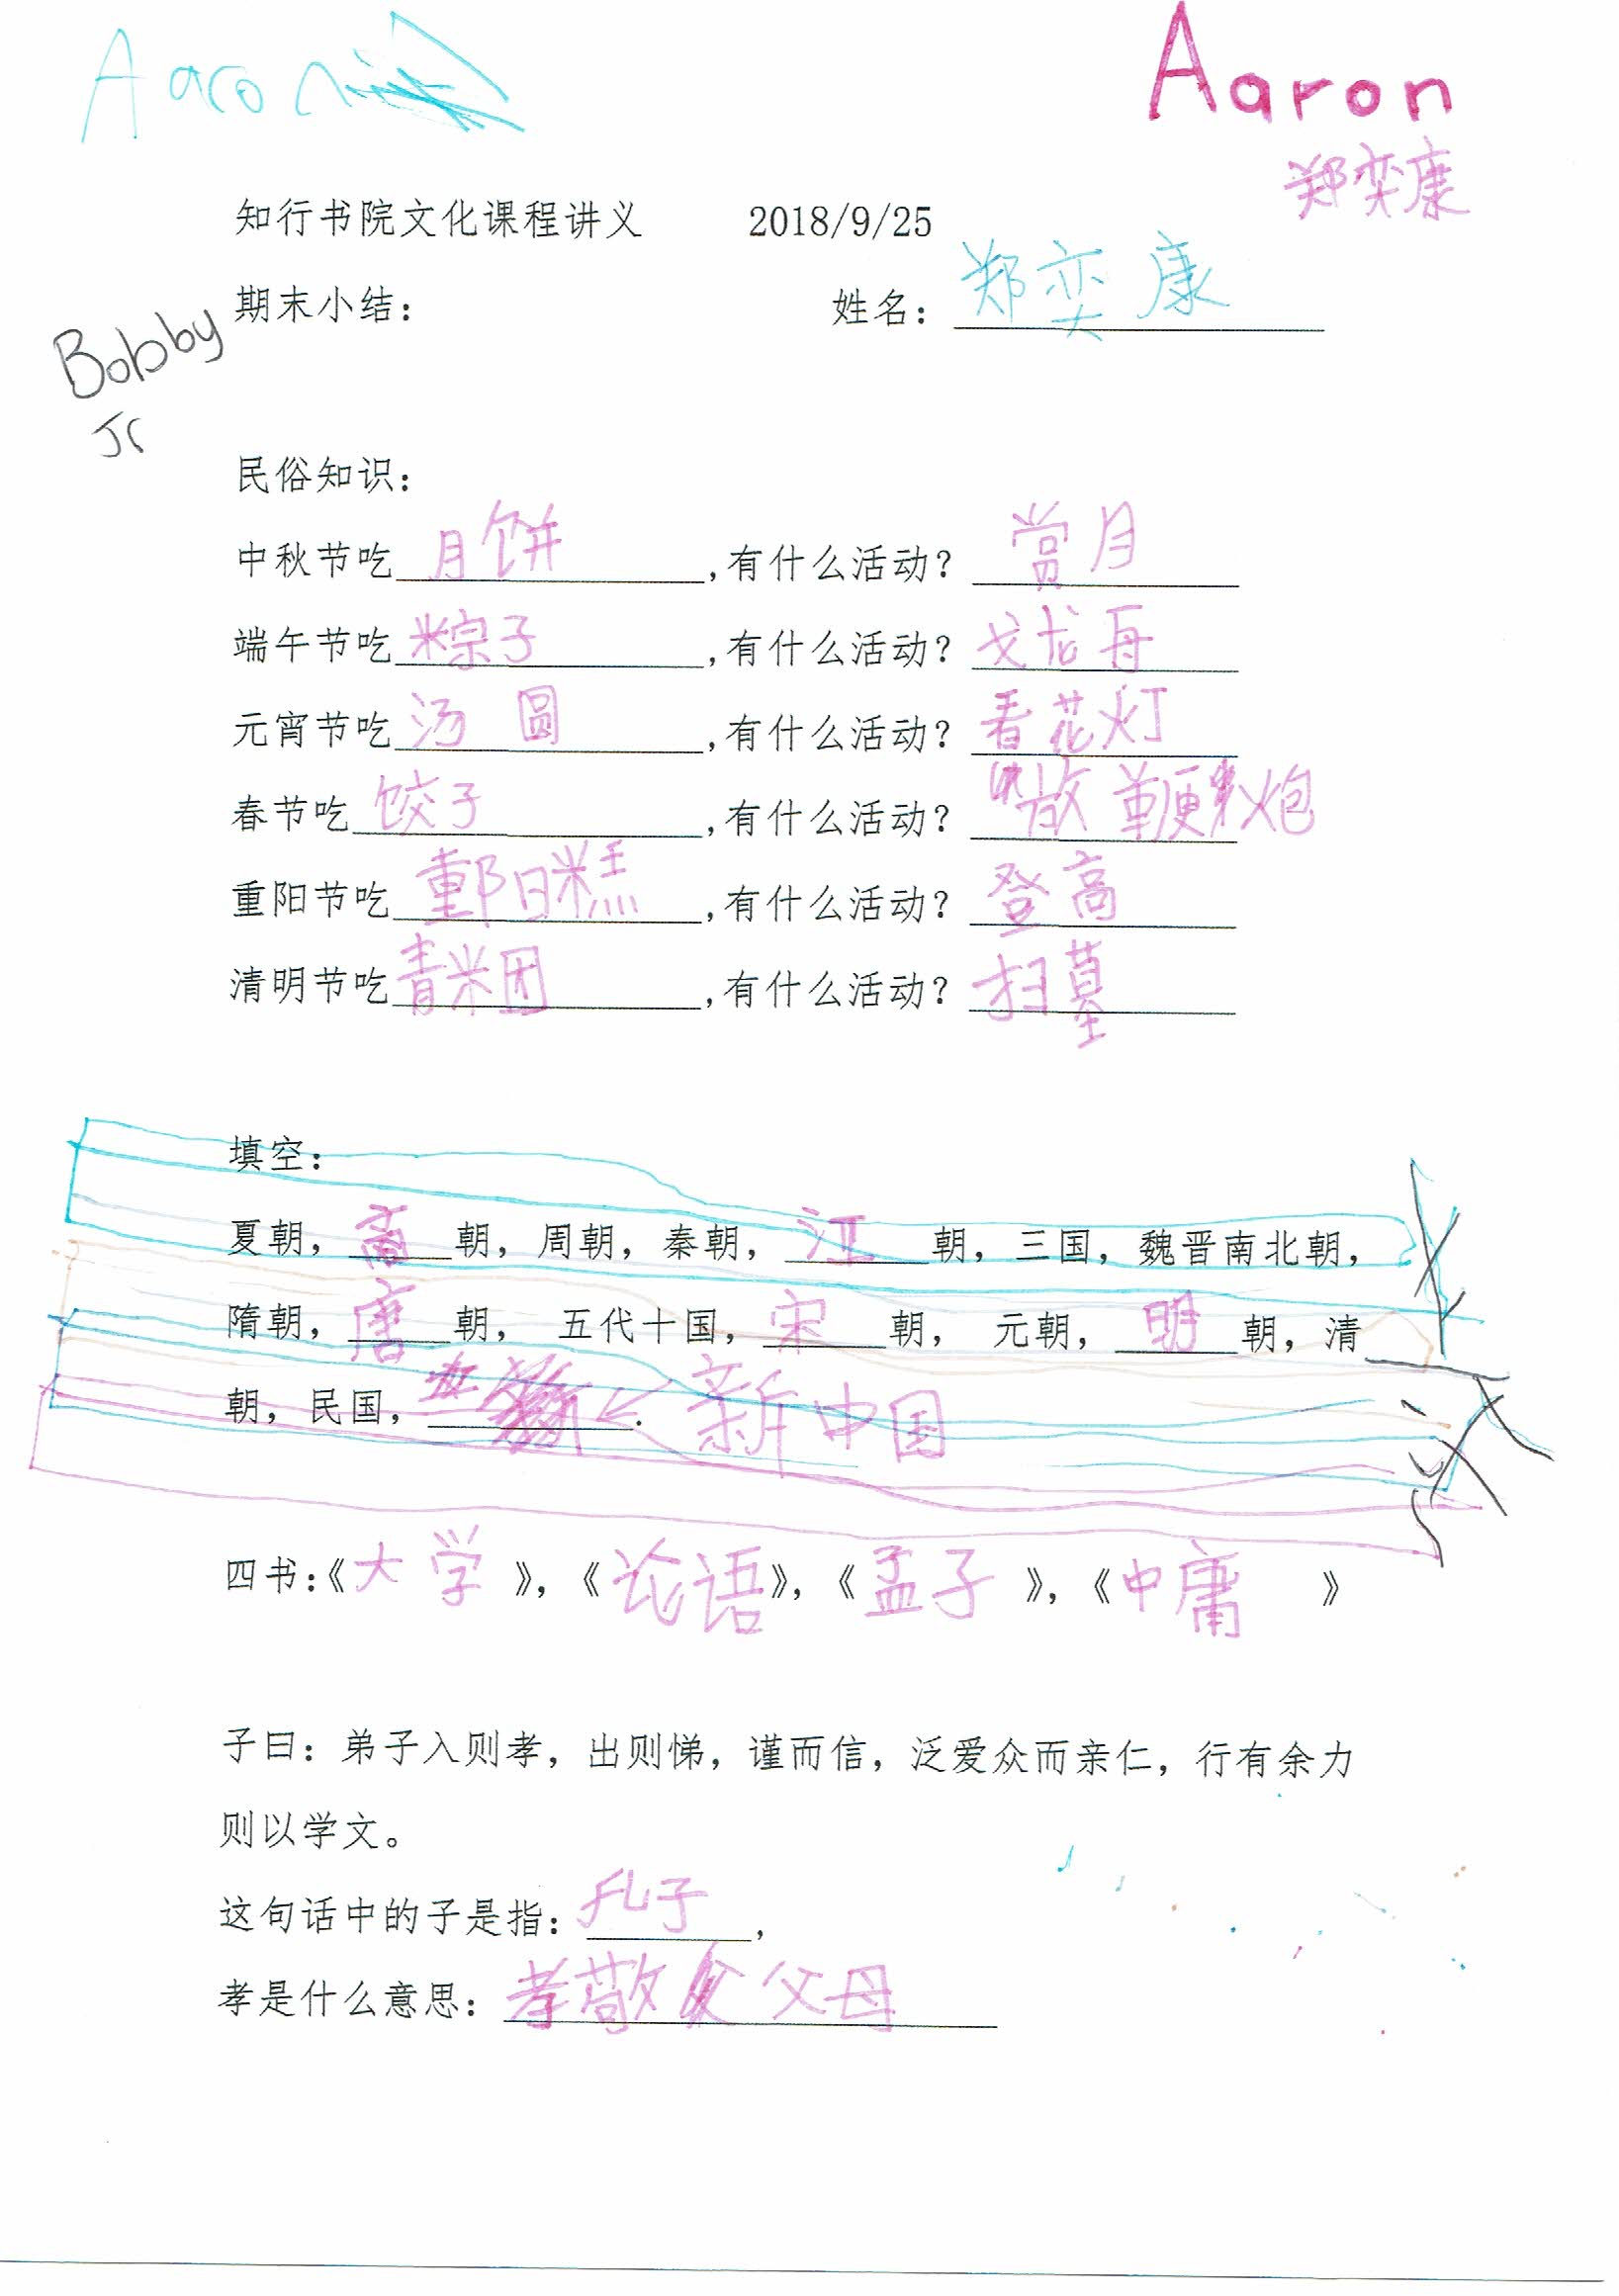 Aaron
Aaron
郑奕康
知行书院文化课程讲义 2018/9/25
期末小结： 姓名：郑奕康
Bobby
Jr
民俗知识：
中秋节吃月饼，有什么活动？赏月
端午节吃粽子，有什么活动？龙舟
元宵节吃汤圆，有什么活动？看花灯
春节吃饺子，有什么活动？放鞭炮
重阳节吃重阳糕，有什么活动？登高
清明节吃青米团，有什么活动？扫墓
填空：
夏朝，商朝，周朝，秦朝，江朝，三国，魏晋南北朝，
隋朝，唐朝， 五代十国，宋朝， 元朝，明朝，清
朝，民国，新中国.
四书：《大学》，《论语》，《孟子》，《中庸》
子曰：弟子入则孝，出则悌，谨而信，泛爱众而亲仁，行有余力
则以学文。
这句话中的子是指：孔子，
孝是什么意思：孝敬父母